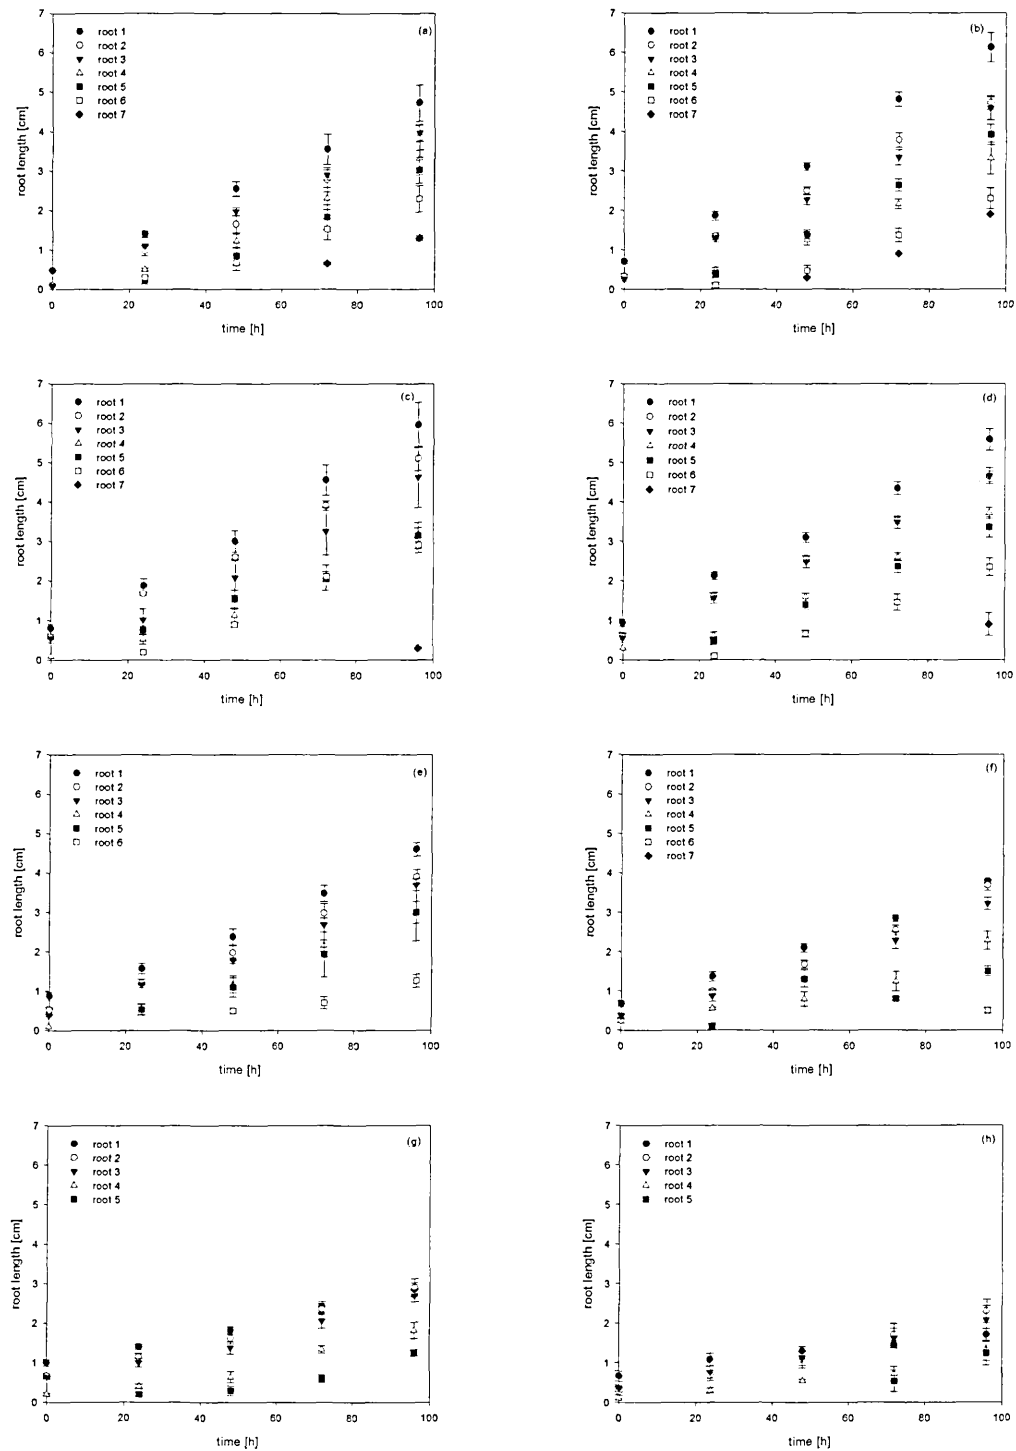 (a)
7
6
5
4
3
2
1
0
root length [cm]
root 1
root 2
root 3
root 4
root 5
root 6
root 7
0 20 40 60 80 100
time [h]
(b)
7
6
5
4
3
2
1
0
root length [cm]
root 1
root 2
root 3
root 4
root 5
root 6
root 7
0 20 40 60 80 100
time [h]
(c)
7
6
5
4
3
2
1
0
root length [cm]
root 1
root 2
root 3
root 4
root 5
root 6
root 7
0 20 40 60 80 100
time [h]
(d)
7
6
5
4
3
2
1
0
root length [cm]
root 1
root 2
root 3
root 4
root 5
root 6
root 7
0 20 40 60 80 100
time [h]
(e)
7
6
5
4
3
2
1
0
root length [cm]
root 1
root 2
root 3
root 4
root 5
root 6
0 20 40 60 80 100
time [h]
(f)
7
6
5
4
3
2
1
0
root length [cm]
root 1
root 2
root 3
root 4
root 5
root 6
root 7
0 20 40 60 80 100
time [h]
(g)
7
6
5
4
3
2
1
0
root length [cm]
root 1
root 2
root 3
root 4
root 5
0 20 40 60 80 100
time [h]
(h)
7
6
5
4
3
2
1
0
root length [cm]
root 1
root 2
root 3
root 4
root 5
0 20 40 60 80 100
time [h]